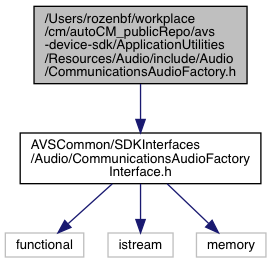 /Users/rozenbf/workplace
/cm/autoCM_publicRepo/avs
-device-sdk/ApplicationUtilities
/Resources/Audio/include/Audio
/CommunicationsAudioFactory.h
AVSCommon/SDKInterfaces
/Audio/CommunicationsAudioFactory
Interface.h
functional
istream
memory